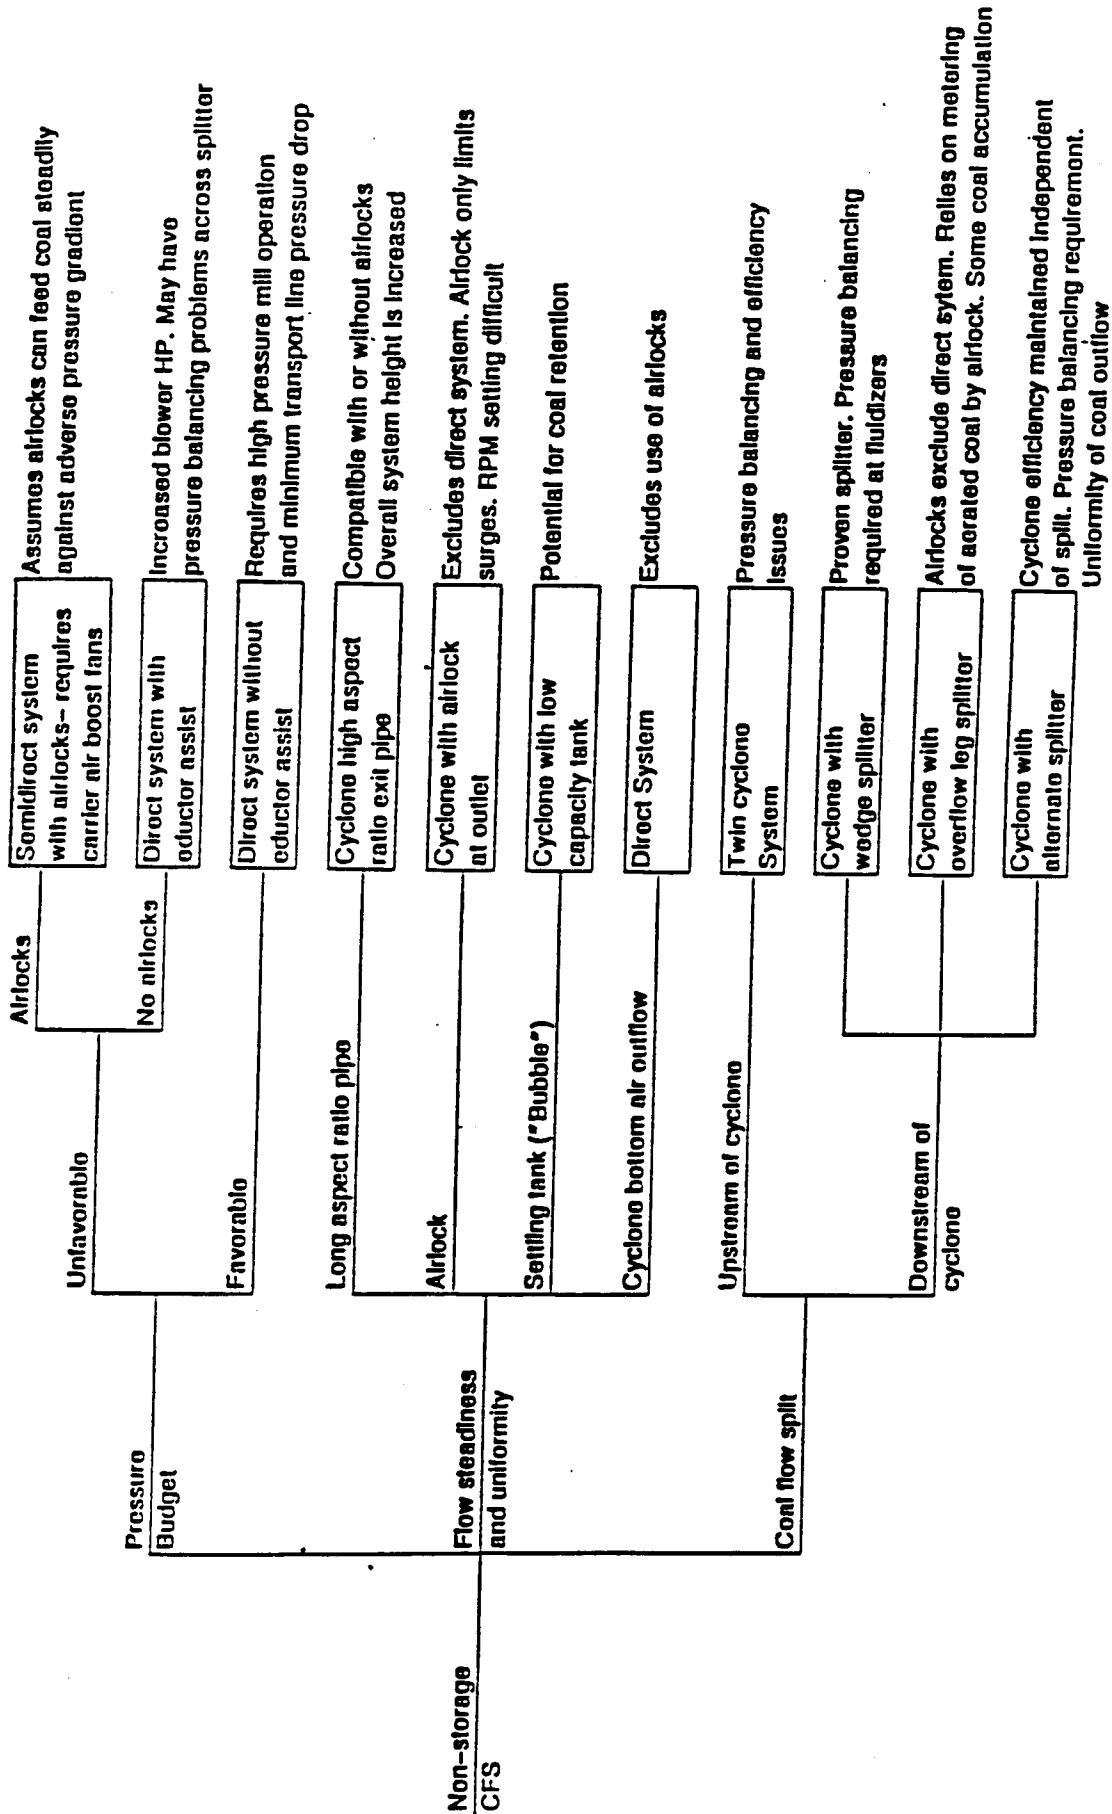 Non-storage
CFS
Pressure
Budget
Unfavorable
Airlocks
Semidirect system
with airlocks- requires
carrier air boost fans
Assumes airlocks can feed coal steadily
against adverse pressure gradient
No airlocks
Direct system with
eductor assist
Increased blower HP. May have
pressure balancing problems across splitter
Favorable
Direct system without
eductor assist
Requires high pressure mill operation
and minimum transport line pressure drop
Flow steadiness
and uniformity
Long aspect ratio pipe
Cyclone high aspect
ratio exit pipe
Compatible with or without airlocks
Overall system height is increased
Airlock
Cyclone with airlock
at outlet
Excludes direct system. Airlock only limits
surges. RPM setting difficult
Settling tank ("Bubble")
Cyclone with low
capacity tank
Potential for coal retention
Cyclone bottom air outflow
Direct System
Excludes use of airlocks
Coal flow split
Upstream of cyclone
Twin cyclone
System
Pressure balancing and efficiency
issues
Downstream of
cyclone
Cyclone with
wedge splitter
Proven splitter. Pressure balancing
required at fluidizers
Cyclone with
overflow leg splitter
Airlocks exclude direct sytem. Relies on metering
of aerated coal by airlock. Some coal accumulation
Cyclone with
alternate splitter
Cyclone efficiency maintained independent
of split. Pressure balancing requirement.
Uniformity of coal outflow